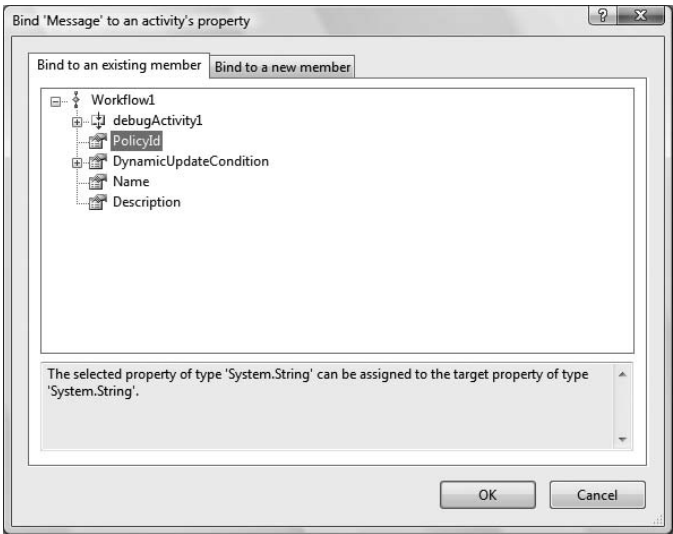 Bind 'Message' to an activity's property
Bind to an existing member Bind to a new member
Workflow1
debugActivity1
PolicyId
DynamicUpdateCondition
Name
Description
The selected property of type 'System.String' can be assigned to the target property of type
'System.String'.
OK Cancel